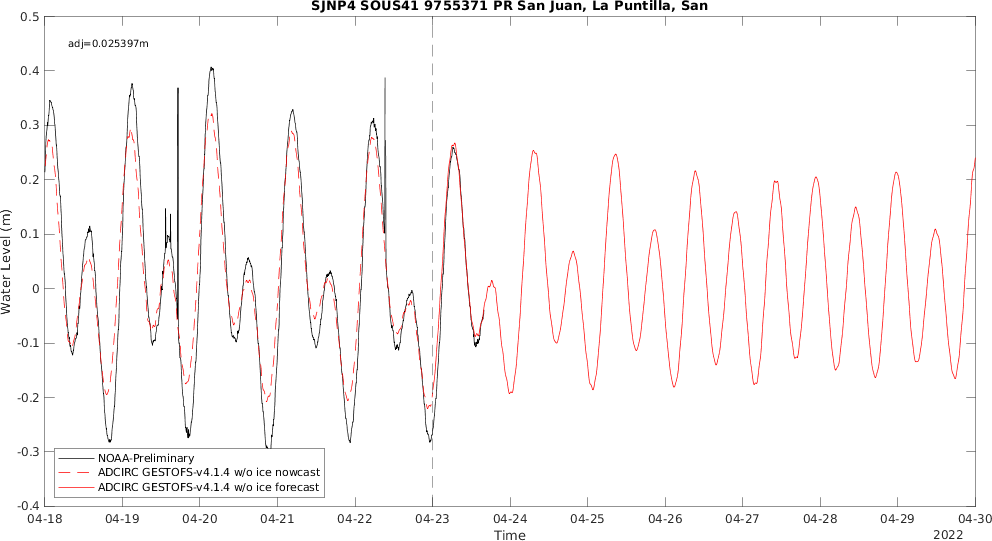 SJNP4 SOUS41 9755371 PR San Juan, La Puntilla, San
adj=0.025397m
Water Level (m)
0.5
0.4
0.3
0.2
0.1
0
-0.1
-0.2
-0.3
-0.4
NOAA-Preliminary
ADCIRC GESTOFS-v4.1.4 w/o ice nowcast
ADCIRC GESTOFS-v4.1.4 w/o ice forecast
04-18 04-19 04-20 04-21 04-22 04-23 04-24 04-25 04-26 04-27 04-28 04-29 04-30
Time
2022